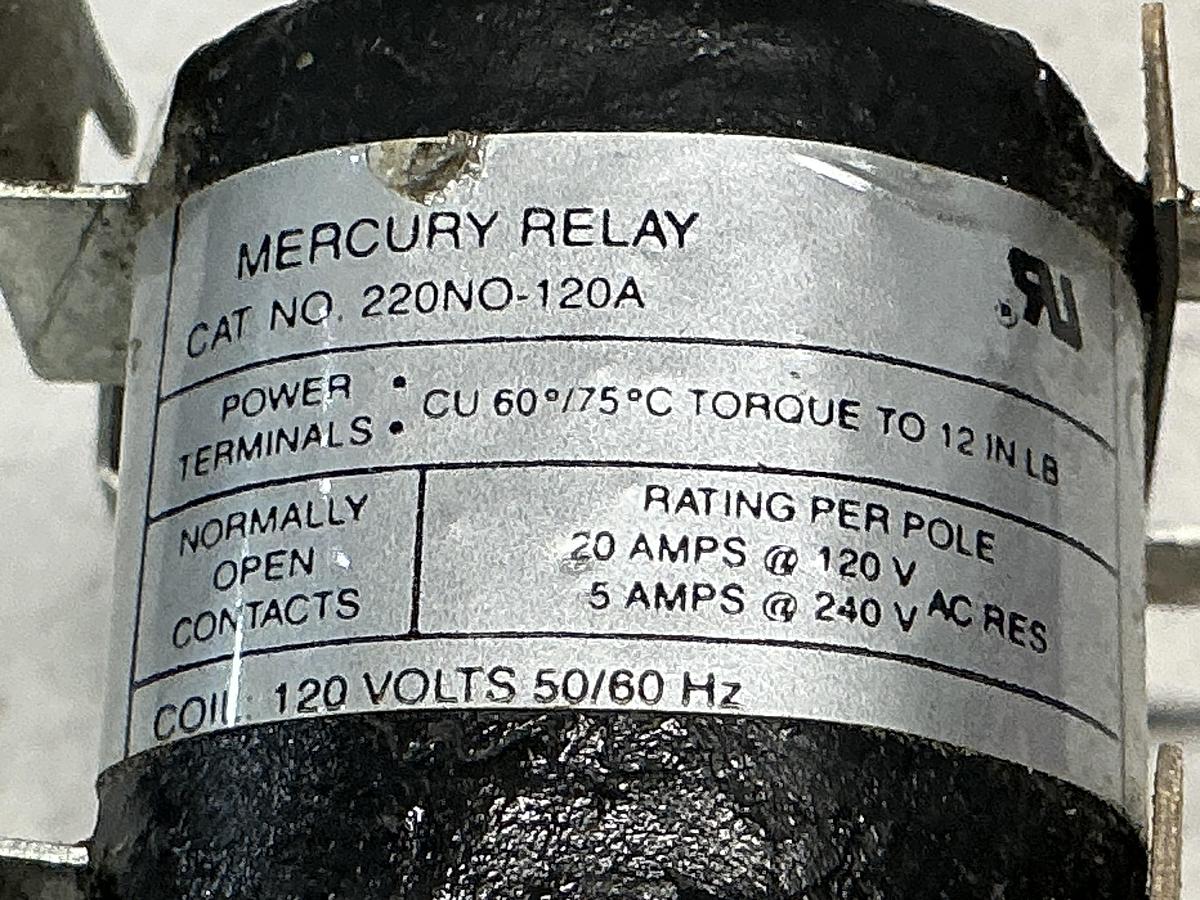 MERCURY RELAY
CAT NO. 220NO-120A
POWER TERMINALS : CU 60°/75°C TORQUE TO 12 IN LB
NORMALLY
OPEN
CONTACTS
RATING PER POLE
20 AMPS @ 120 V
5 AMPS @ 240 V AC RES
COIL: 120 VOLTS 50/60 Hz